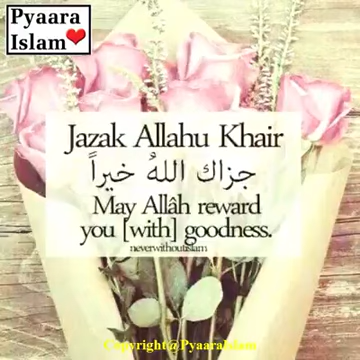 Pyaara
Islam❤
Jazak Allahu Khair
جزاك اللهُ خيراً
May Allâh reward
you [with] goodness.
neverwithoutislam
Copyright@PyaaraIslam